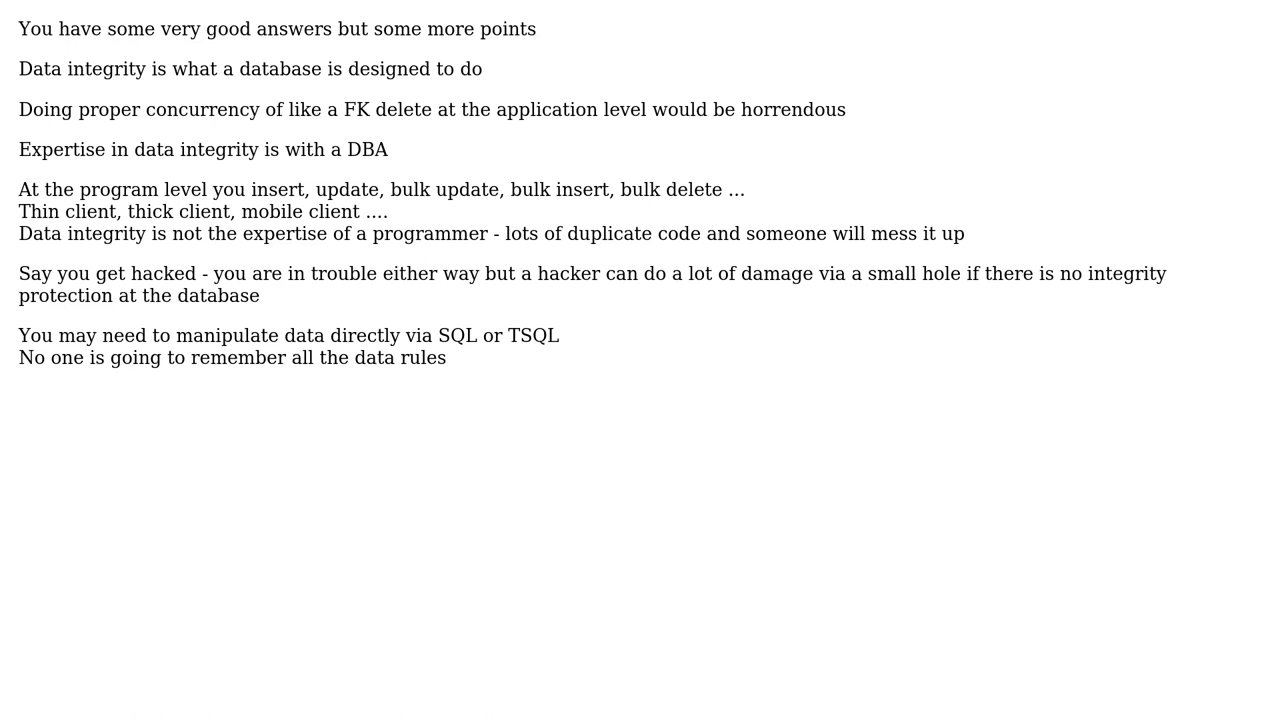 You have some very good answers but some more points
Data integrity is what a database is designed to do
Doing proper concurrency of like a FK delete at the application level would be horrendous
Expertise in data integrity is with a DBA
At the program level you insert, update, bulk update, bulk insert, bulk delete ...
Thin client, thick client, mobile client ....
Data integrity is not the expertise of a programmer - lots of duplicate code and someone will mess it up
Say you get hacked - you are in trouble either way but a hacker can do a lot of damage via a small hole if there is no integrity
protection at the database
You may need to manipulate data directly via SQL or TSQL
No one is going to remember all the data rules